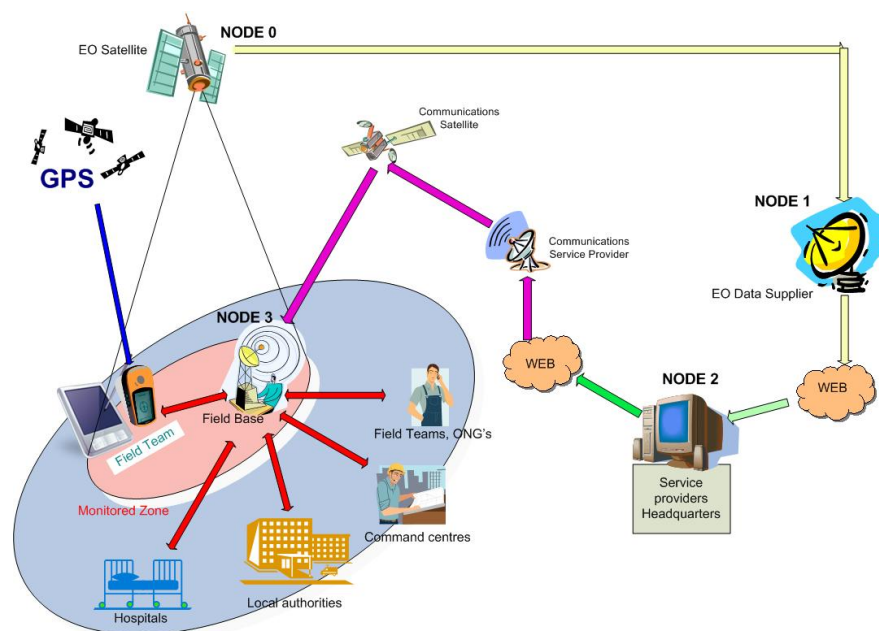 NODE 0
EO Satellite
Communications
Satellite
GPS
NODE 1
Communications
Service Provider
EO Data Supplier
NODE 3
WEB
NODE 2
WEB
Field Base
Field Team
Field Teams, ONG's
Service
providers
Headquarters
Monitored Zone
Command centres
Local authorities
Hospitals